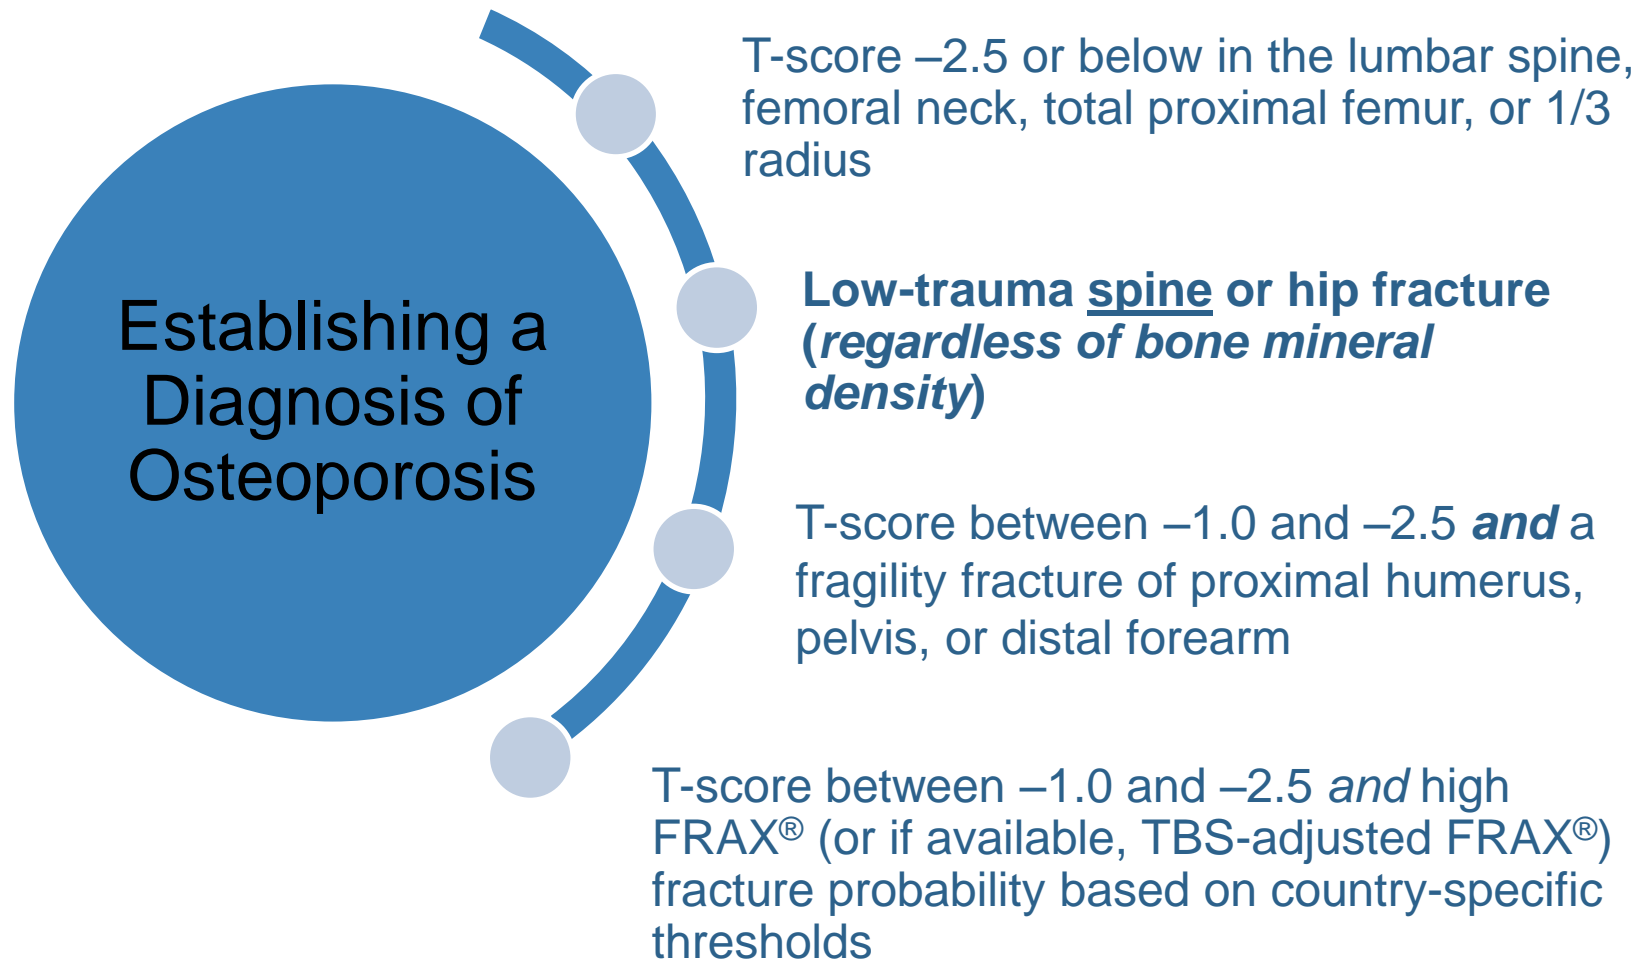 Establishing a
Diagnosis of
Osteoporosis
T-score –2.5 or below in the lumbar spine,
femoral neck, total proximal femur, or 1/3
radius
Low-trauma spine or hip fracture
(regardless of bone mineral
density)
T-score between –1.0 and –2.5 and a
fragility fracture of proximal humerus,
pelvis, or distal forearm
T-score between –1.0 and –2.5 and high
FRAX® (or if available, TBS-adjusted FRAX®)
fracture probability based on country-specific
thresholds